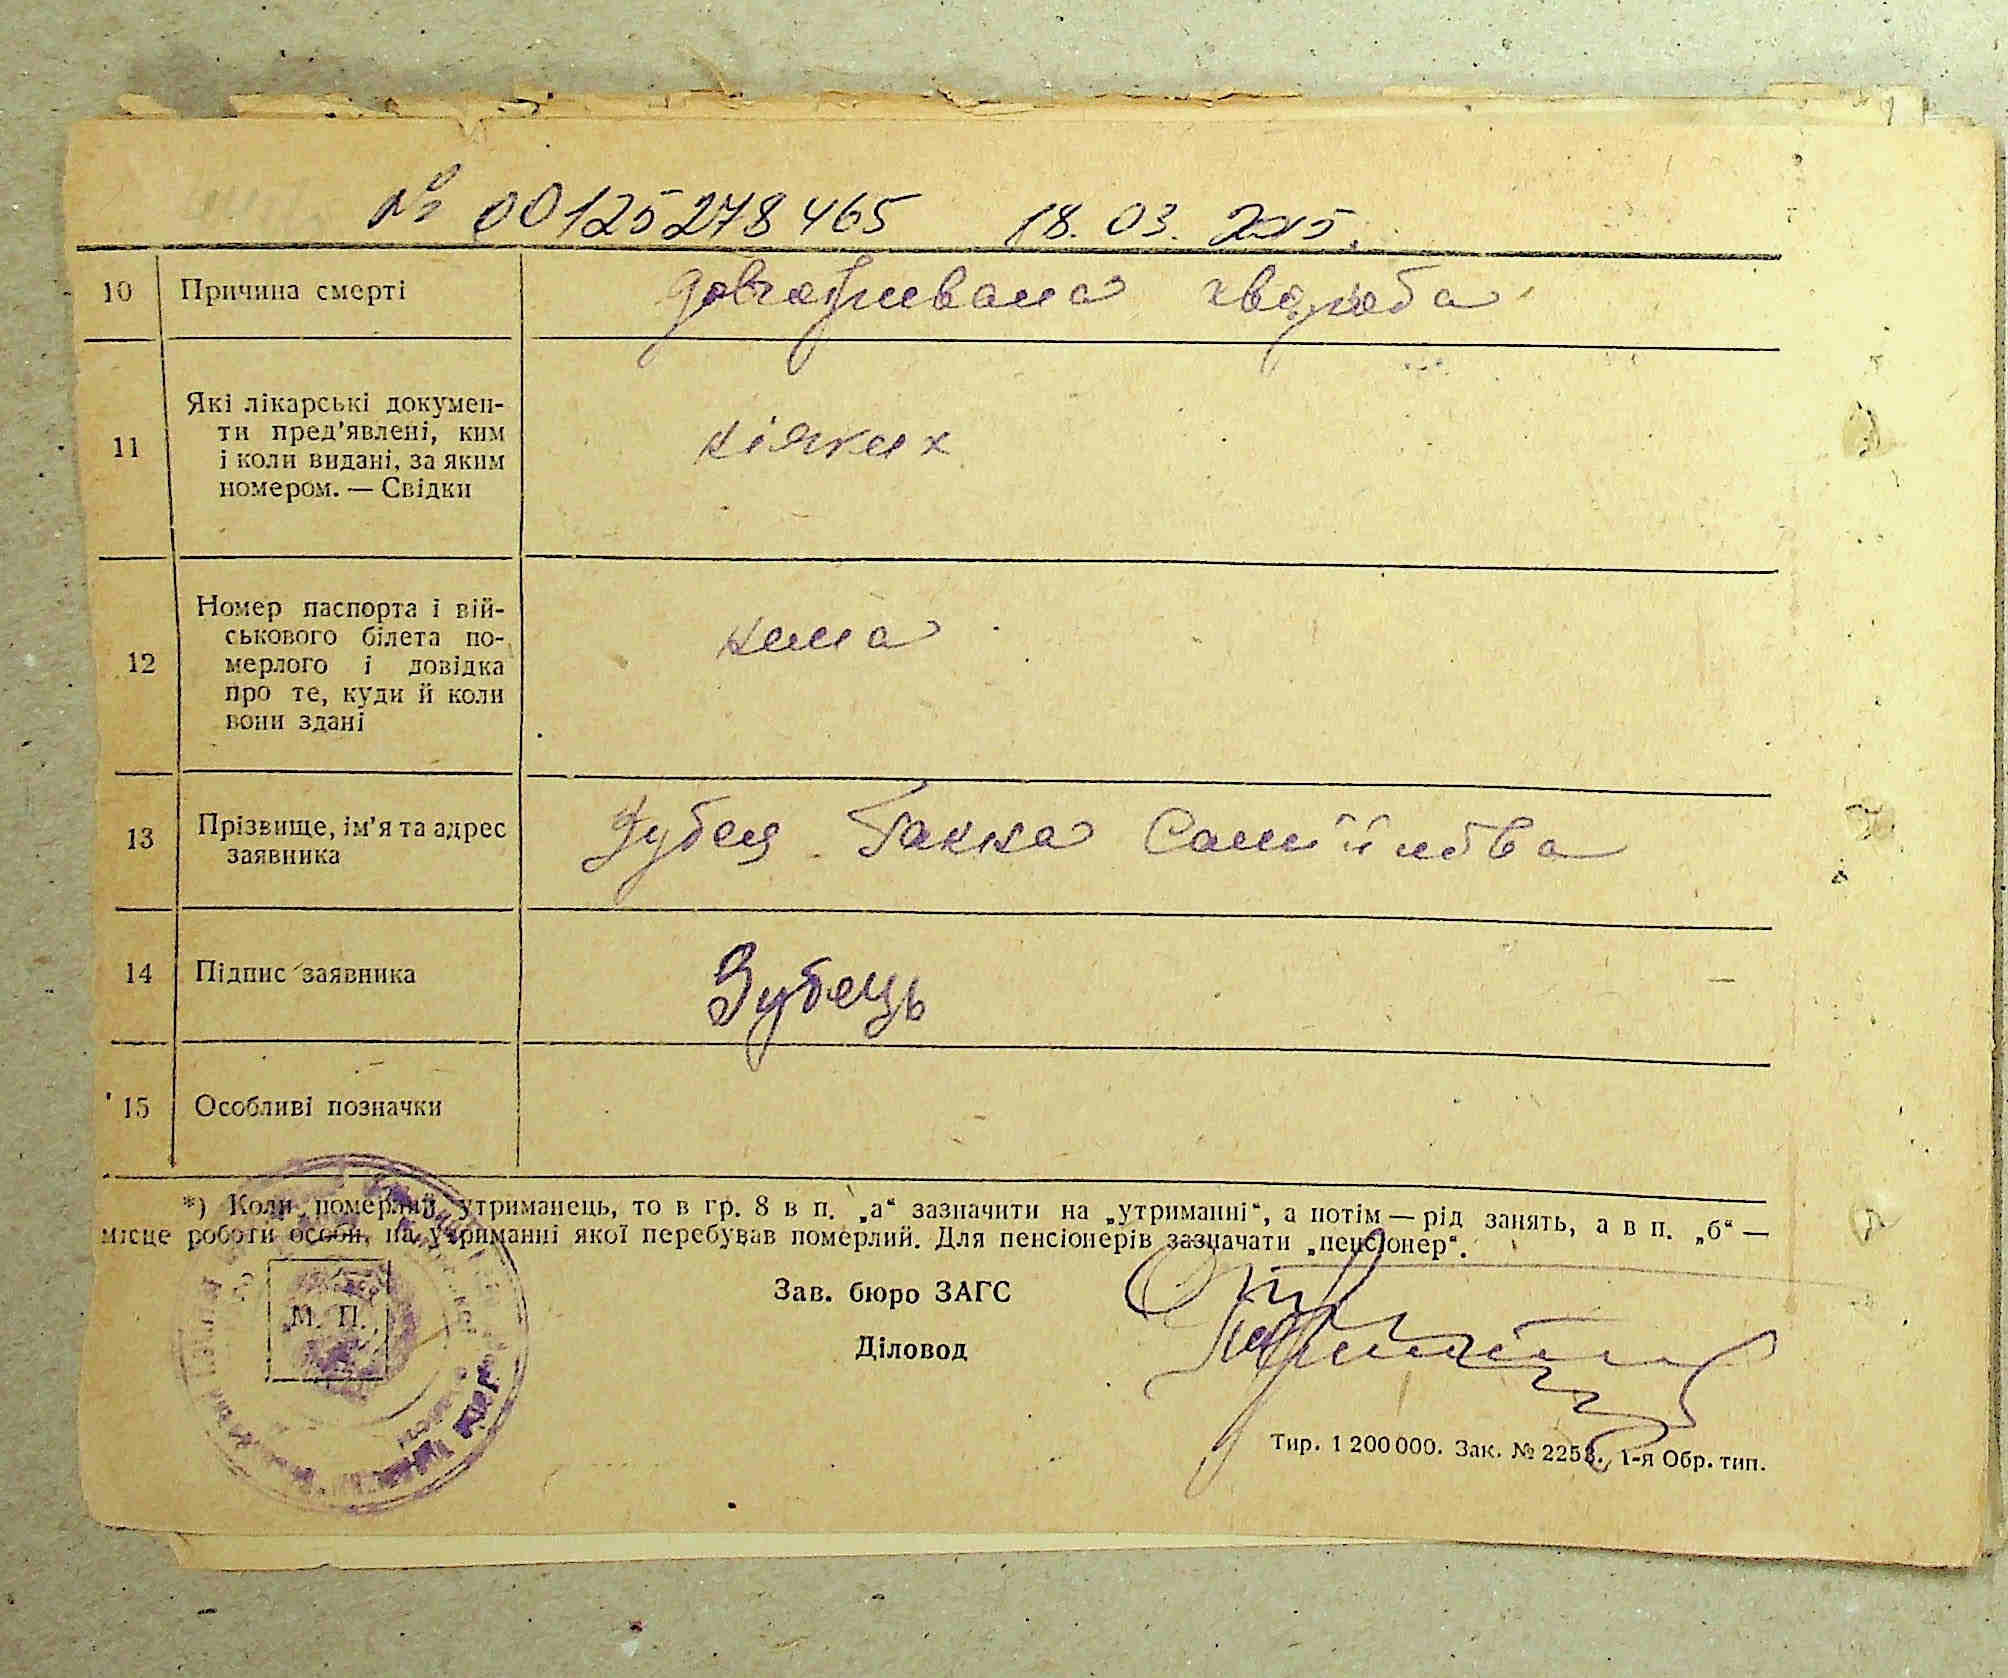 № 00125278465 18.03.2015.
10 Причина смерті довготривала хвороба
11 Які лікарські докумен-
ти пред'явлені, ким
і коли видані, за яким
номером. — Свідки
ніяких
12 Номер паспорта і вій-
ськового білета по-
мерлого і довідка
про те, куди й коли
вони здані
нема
13 Прізвище, ім'я та адрес
заявника
Зубець Ганна
14 Підпис заявника Зубець
15 Особливі позначки
*) Коли померлий утриманець, то в гр. 8 в п. „а“ зазначити на „утриманні“, а потім — рід занять, а в п. „б“ —
місце роботи особи, на утриманні якої перебував померлий. Для пенсіонерів зазначати „пенсіонер“.
М. П.
Зав. бюро ЗАГС
Діловод
Тир. 1 200 000. Зак. № 2253. 1-я Обр. тип.